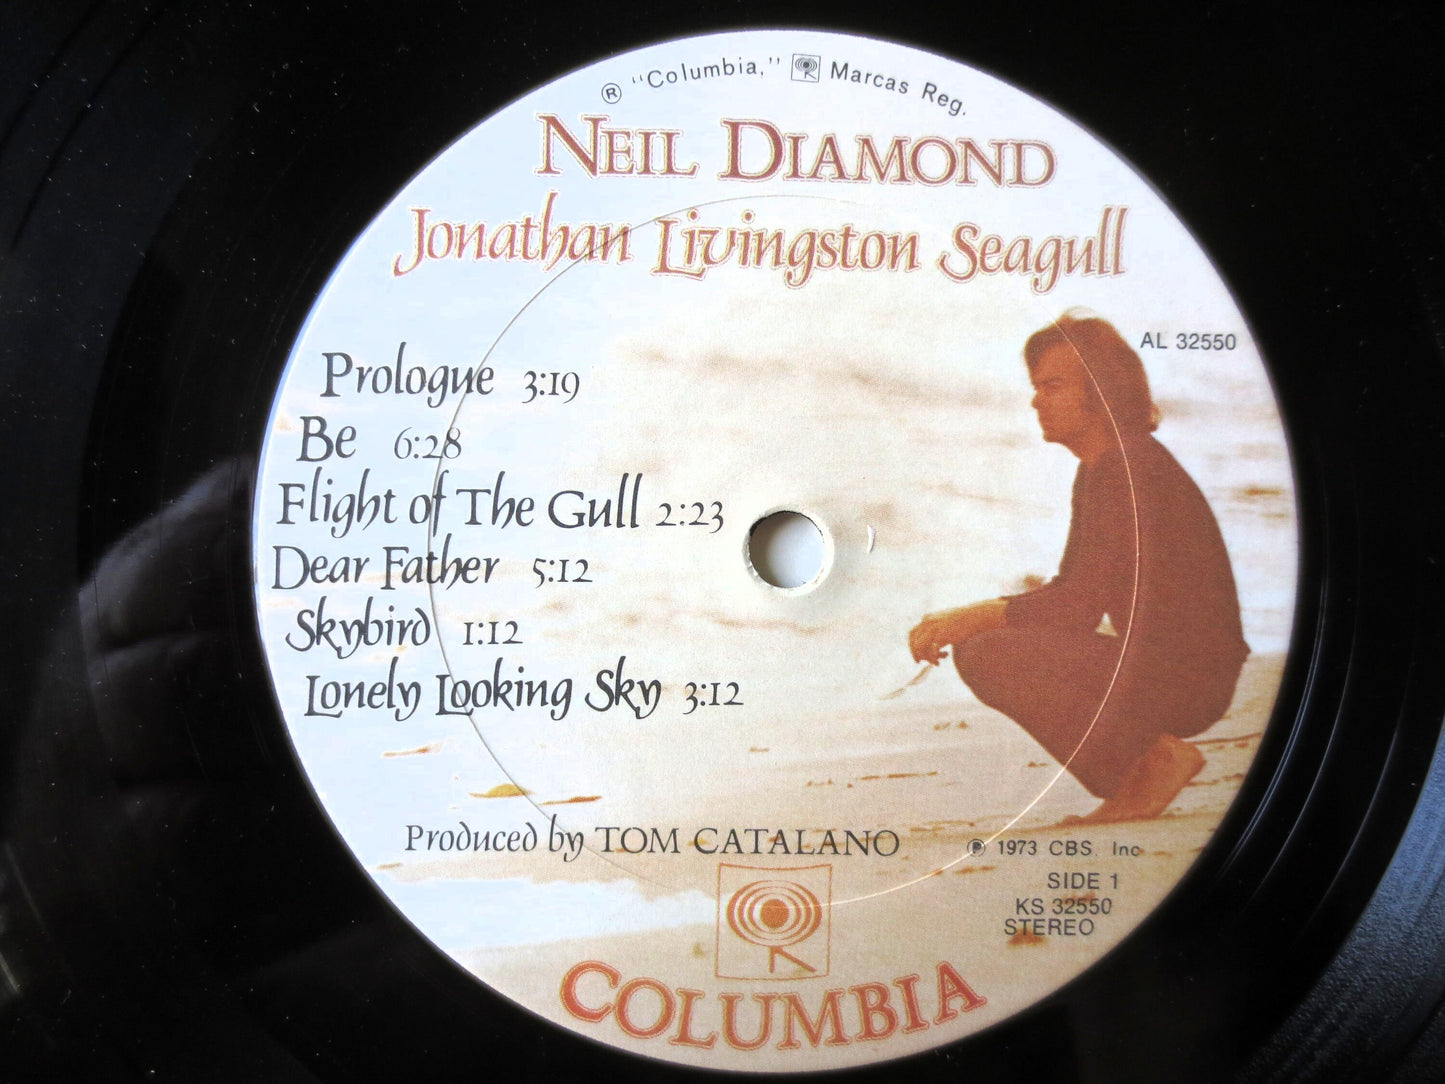 ® "Columbia," Marcas Reg.
NEIL DIAMOND
Jonathan Livingston Seagull
AL 32550
Prologue 3:19
Be 6:28
Flight of The Gull 2:23
Dear Father 5:12
Skybird 1:12
Lonely Looking Sky 3:12
Produced by TOM CATALANO
℗ 1973 CBS, Inc
SIDE 1
KS 32550
STEREO
COLUMBIA